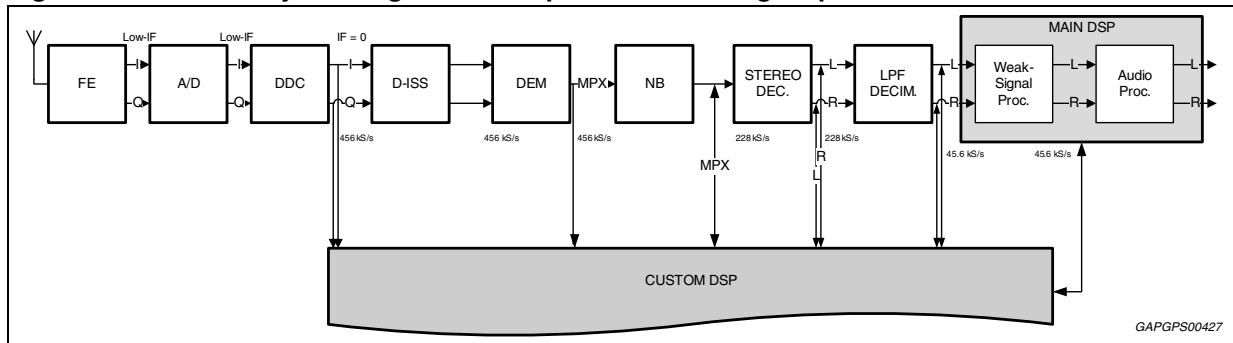 Low-IF
Low-IF
IF = 0
MAIN DSP
FE
I
Q
A/D
I
Q
DDC
I
Q
D-ISS
DEM
MPX
NB
STEREO
DEC.
L
R
LPF
DECIM.
L
R
Weak-
Signal
Proc.
L
R
Audio
Proc.
L
R
456 kS/s
456 kS/s
456 kS/s
228 kS/s
228 kS/s
45.6 kS/s
45.6 kS/s
MPX
R
L
CUSTOM DSP
GAPGPS00427